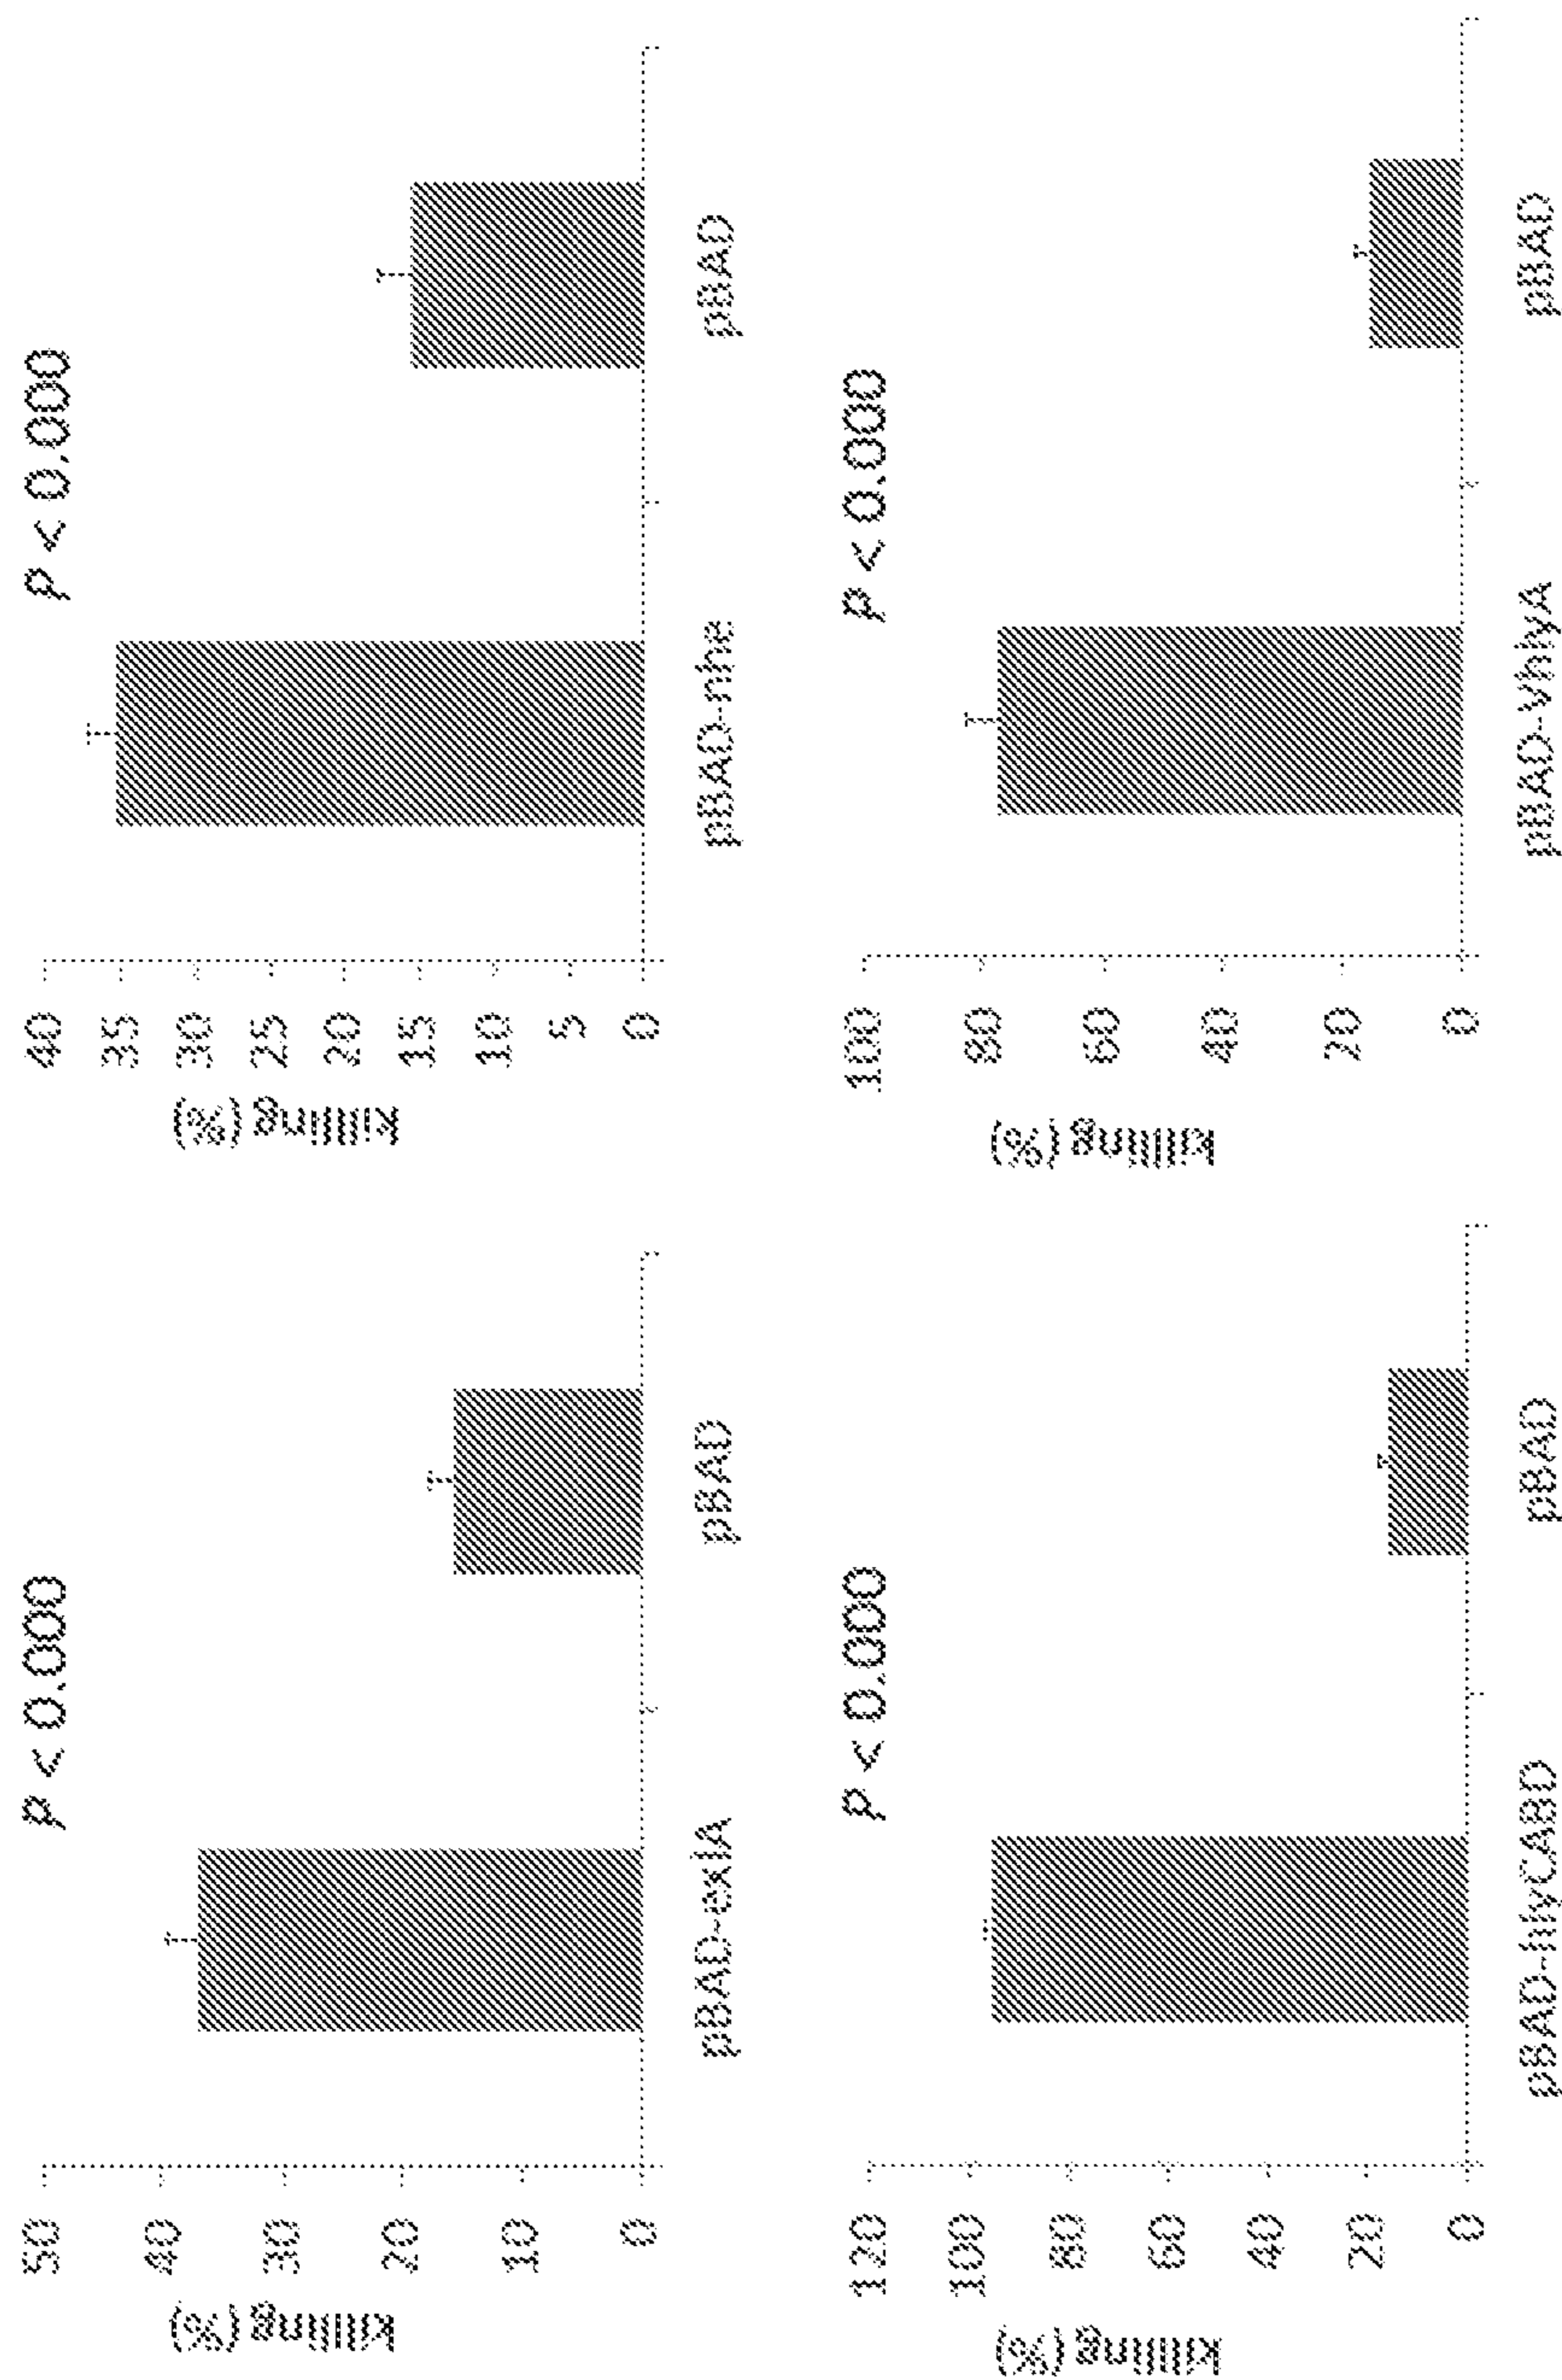 P < 0.000
killing (%)
50
40
30
20
10
0
pBAD-exlA pBAD
P < 0.000
killing (%)
40
35
30
25
20
15
10
5
0
pBAD-nhe pBAD
P < 0.000
killing (%)
120
100
80
60
40
20
0
pBAD-hlyCABD pBAD
P < 0.000
killing (%)
100
80
60
40
20
0
pBAD-VhlyA pBAD